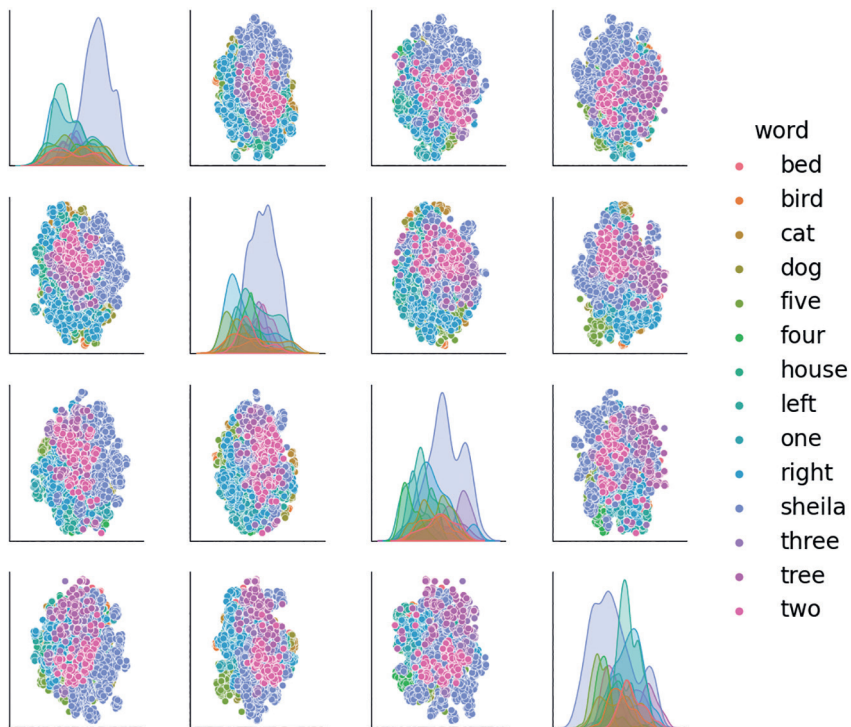 word
bed
bird
cat
dog
five
four
house
left
one
right
sheila
three
tree
two